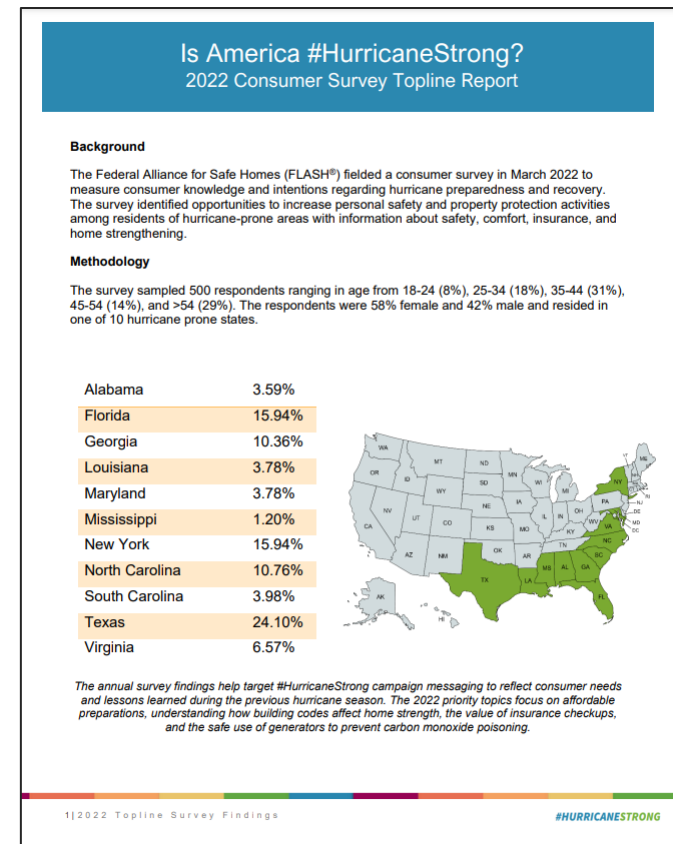 Is America #HurricaneStrong?
2022 Consumer Survey Topline Report
Background
The Federal Alliance for Safe Homes (FLASH®) fielded a consumer survey in March 2022 to
measure consumer knowledge and intentions regarding hurricane preparedness and recovery.
The survey identified opportunities to increase personal safety and property protection activities
among residents of hurricane-prone areas with information about safety, comfort, insurance, and
home strengthening.
Methodology
The survey sampled 500 respondents ranging in age from 18-24 (8%), 25-34 (18%), 35-44 (31%),
45-54 (14%), and >54 (29%). The respondents were 58% female and 42% male and resided in
one of 10 hurricane prone states.
Alabama 3.59%
Florida 15.94%
Georgia 10.36%
Louisiana 3.78%
Maryland 3.78%
Mississippi 1.20%
New York 15.94%
North Carolina 10.76%
South Carolina 3.98%
Texas 24.10%
Virginia 6.57%
WA
MT
ND
MN
ME
OR
ID
SD
WI
MI
NY
WY
IA
NE
PA
NJ
NV
UT
CO
IL
IN
OH
DE
MD
DC
CA
KS
MO
KY
WV
VA
AZ
NM
OK
AR
TN
NC
SC
TX
LA
MS
AL
GA
FL
AK
HI
The annual survey findings help target #HurricaneStrong campaign messaging to reflect consumer needs
and lessons learned during the previous hurricane season. The 2022 priority topics focus on affordable
preparations, understanding how building codes affect home strength, the value of insurance checkups,
and the safe use of generators to prevent carbon monoxide poisoning.
1|2022 Topline Survey Findings
#HURRICANESTRONG